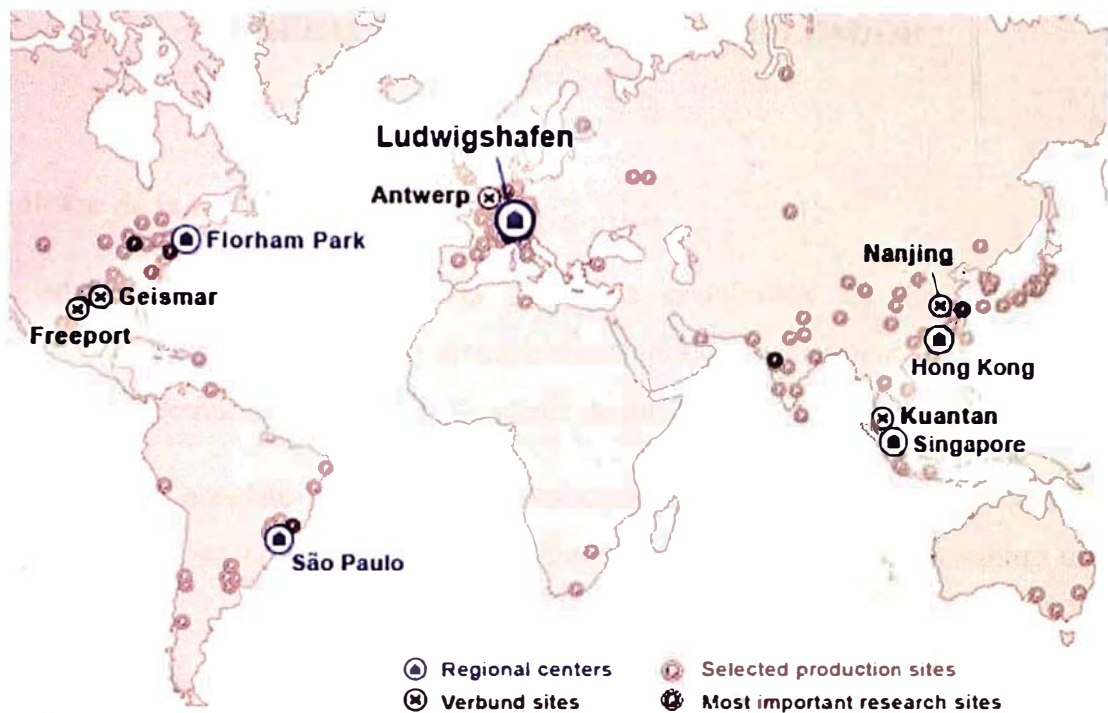 Ludwigshafen
Antwerp
Florham Park
Nanjing
Geismar
Freeport
Hong Kong
Kuantan
Singapore
São Paulo
Regional centers
Selected production sites
Verbund sites
Most important research sites